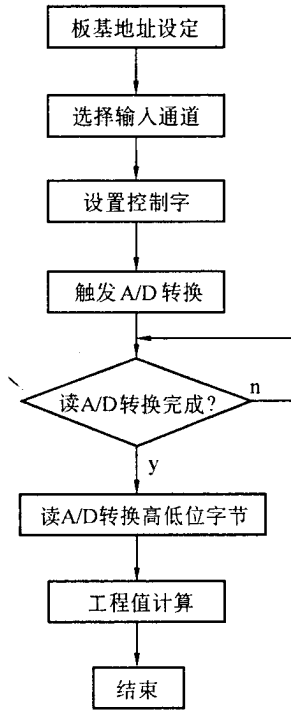 板基地址设定
选择输入通道
设置控制字
触发A/D转换
读A/D转换完成?
n
y
读A/D转换高低位字节
工程值计算
结束